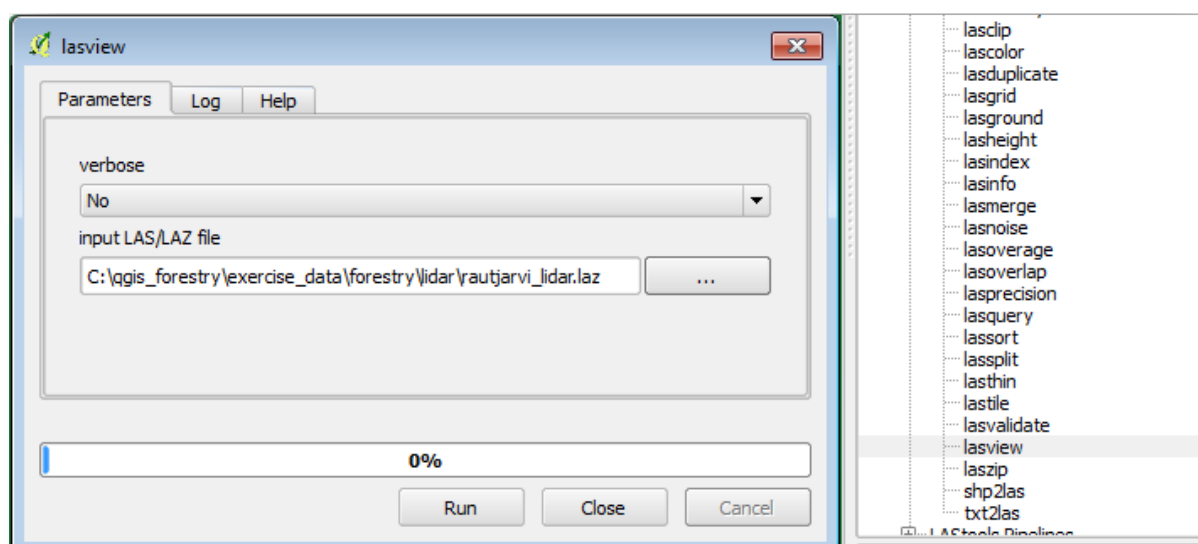 lasview
Parameters
Log
Help
verbose
No
input LAS/LAZ file
C:\qgis_forestry\exercise_data\forestry\lidar\rautjarvi_lidar.laz
...
0%
Run
Close
Cancel
lasclip
lascolor
lasduplicate
lasgrid
lasground
lasheight
lasindex
lasinfo
lasmerge
lasnoise
lasoverage
lasoverlap
lasprecision
lasquery
lassort
lassplit
lasthin
lastile
lasvalidate
lasview
laszip
shp2las
txt2las
LAStools Pipelines